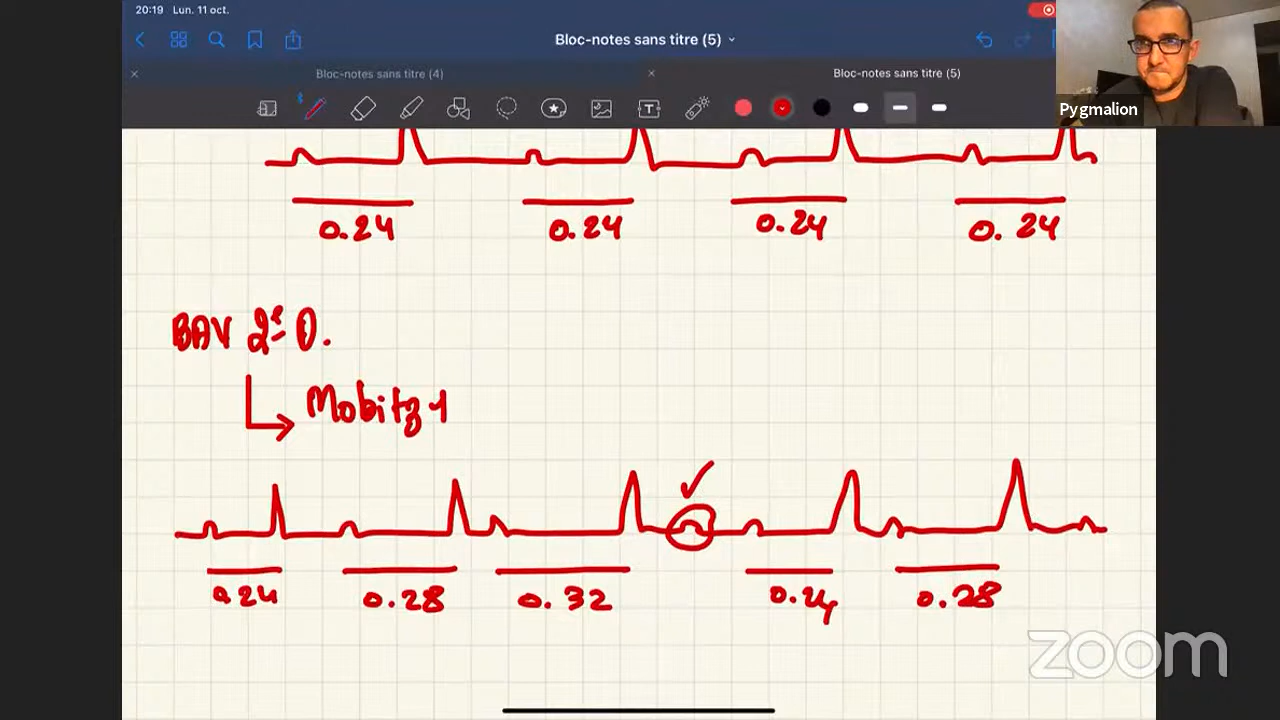 20:19 Lun. 11 oct.
Bloc-notes sans titre (5)
Bloc-notes sans titre (4)
Bloc-notes sans titre (5)
T
Pygmalion
0.24 0.24 0.24 0.24
BAV 2e D.
Mobitz 1
0.24 0.28 0.32 0.24 0.28
zoom